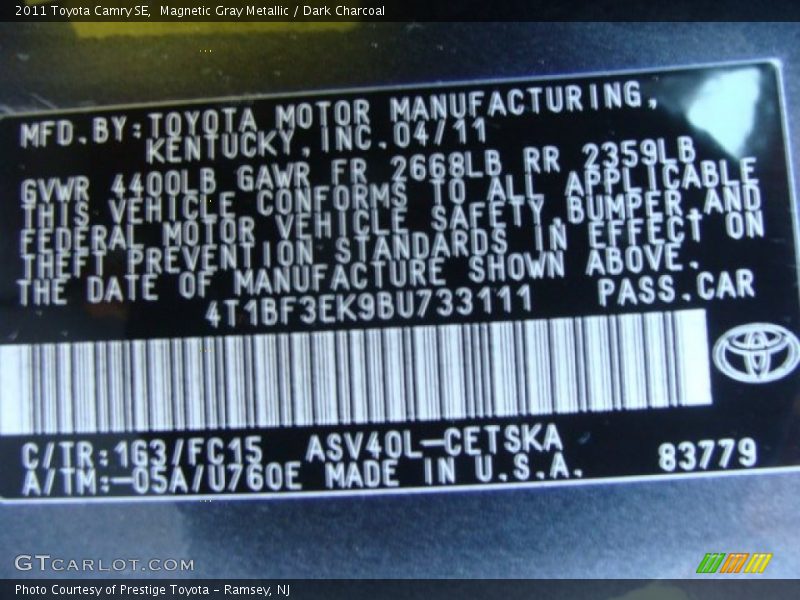 2011 Toyota Camry SE,  Magnetic Gray Metallic / Dark Charcoal
MFD.BY:TOYOTA MOTOR MANUFACTURING,
KENTUCKY,INC.04/11
GVWR 4400LB GAWR FR 2668LB RR 2359LB
THIS VEHICLE CONFORMS TO ALL APPLICABLE
FEDERAL MOTOR VEHICLE SAFETY,BUMPER,AND
THEFT PREVENTION STANDARDS IN EFFECT ON
THE DATE OF MANUFACTURE SHOWN ABOVE.
4T1BF3EK9BU733111 PASS.CAR
C/TR:1G3/FC15 ASV40L-CETSKA
A/TM:-05A/U760E MADE IN U.S.A. 83779
GTCARLOT.COM
Photo Courtesy of Prestige Toyota - Ramsey, NJ